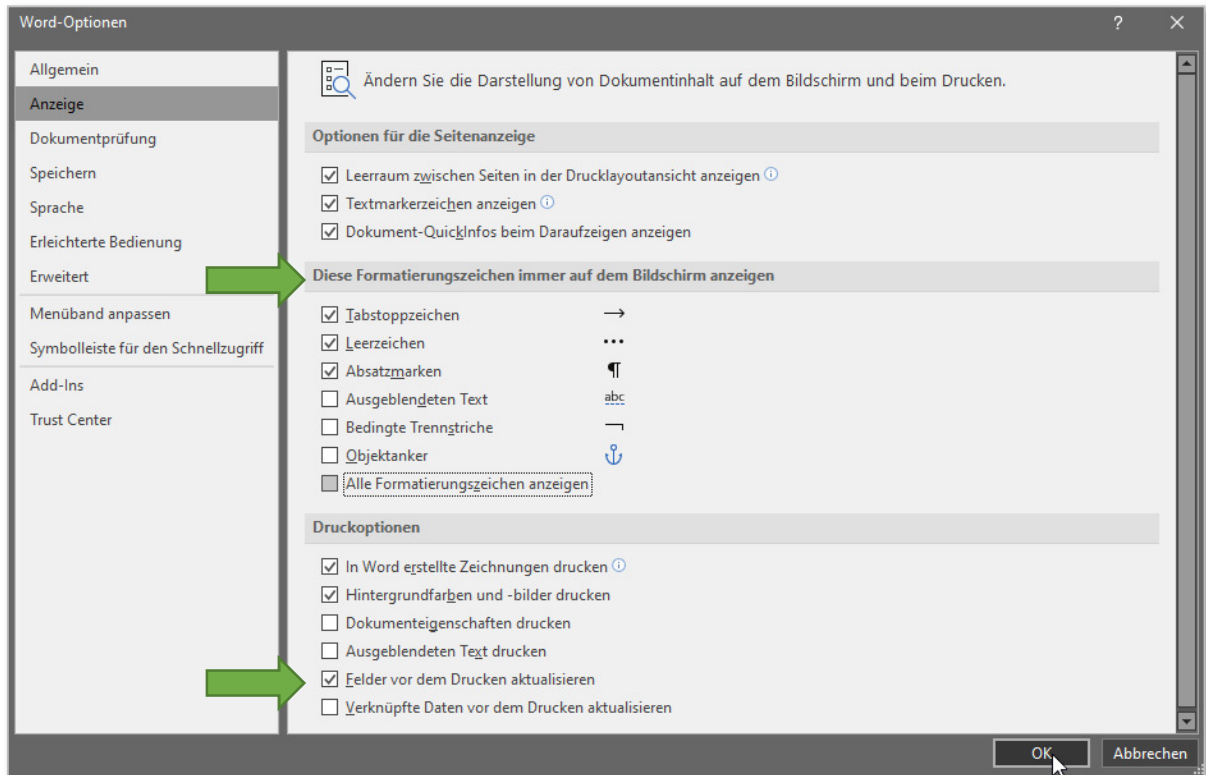 Word-Optionen
Allgemein
Anzeige
Dokumentprüfung
Speichern
Sprache
Erleichterte Bedienung
Erweitert
Menüband anpassen
Symbolleiste für den Schnellzugriff
Add-Ins
Trust Center
Ändern Sie die Darstellung von Dokumentinhalt auf dem Bildschirm und beim Drucken.
Optionen für die Seitenanzeige
Leerraum zwischen Seiten in der Drucklayoutansicht anzeigen
Textmarkerzeichen anzeigen
Dokument-QuickInfos beim Daraufzeigen anzeigen
Diese Formatierungszeichen immer auf dem Bildschirm anzeigen
Tabstoppzeichen →
Leerzeichen •••
Absatzmarken ¶
Ausgeblendeten Text abc
Bedingte Trennstriche ¬
Objektanker
Alle Formatierungszeichen anzeigen
Druckoptionen
In Word erstellte Zeichnungen drucken
Hintergrundfarben und -bilder drucken
Dokumenteigenschaften drucken
Ausgeblendeten Text drucken
Felder vor dem Drucken aktualisieren
Verknüpfte Daten vor dem Drucken aktualisieren
OK Abbrechen